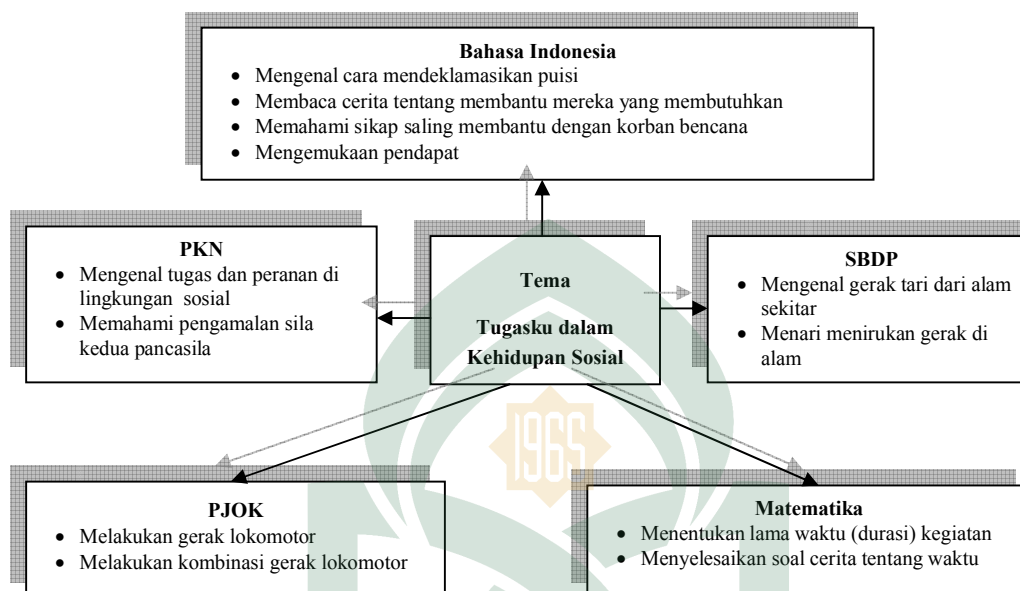 Bahasa Indonesia
• Mengenal cara mendeklamasikan puisi
• Membaca cerita tentang membantu mereka yang membutuhkan
• Memahami sikap saling membantu dengan korban bencana
• Mengemukaan pendapat
PKN
• Mengenal tugas dan peranan di
lingkungan sosial
• Memahami pengamalan sila
kedua pancasila
Tema
Tugasku dalam
Kehidupan Sosial
SBDP
• Mengenal gerak tari dari alam
sekitar
• Menari menirukan gerak di
alam
1965
PJOK
• Melakukan gerak lokomotor
• Melakukan kombinasi gerak lokomotor
Matematika
• Menentukan lama waktu (durasi) kegiatan
• Menyelesaikan soal cerita tentang waktu